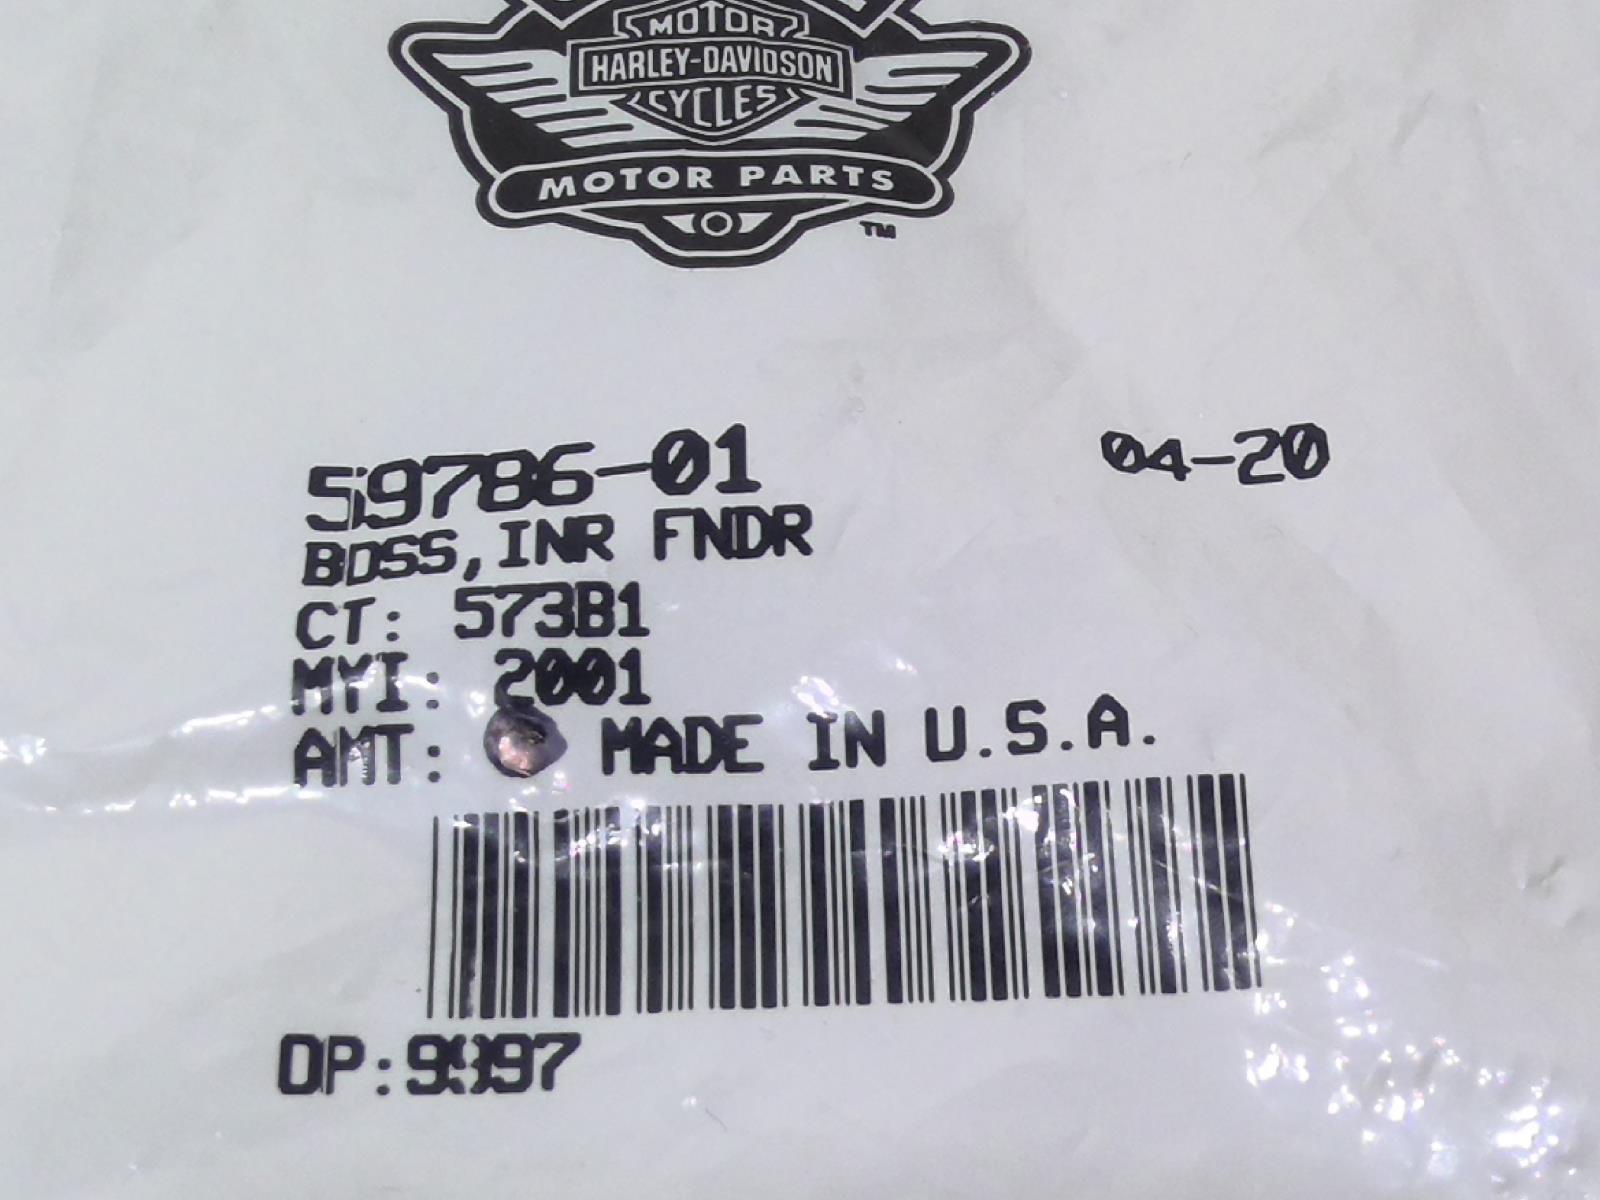 MOTOR
HARLEY-DAVIDSON
CYCLES
MOTOR PARTS
TM
59786-01 04-20
BOSS,INR FNDR
CT: 573B1
MYI: 2001
AMT: MADE IN U.S.A.
OP:9997